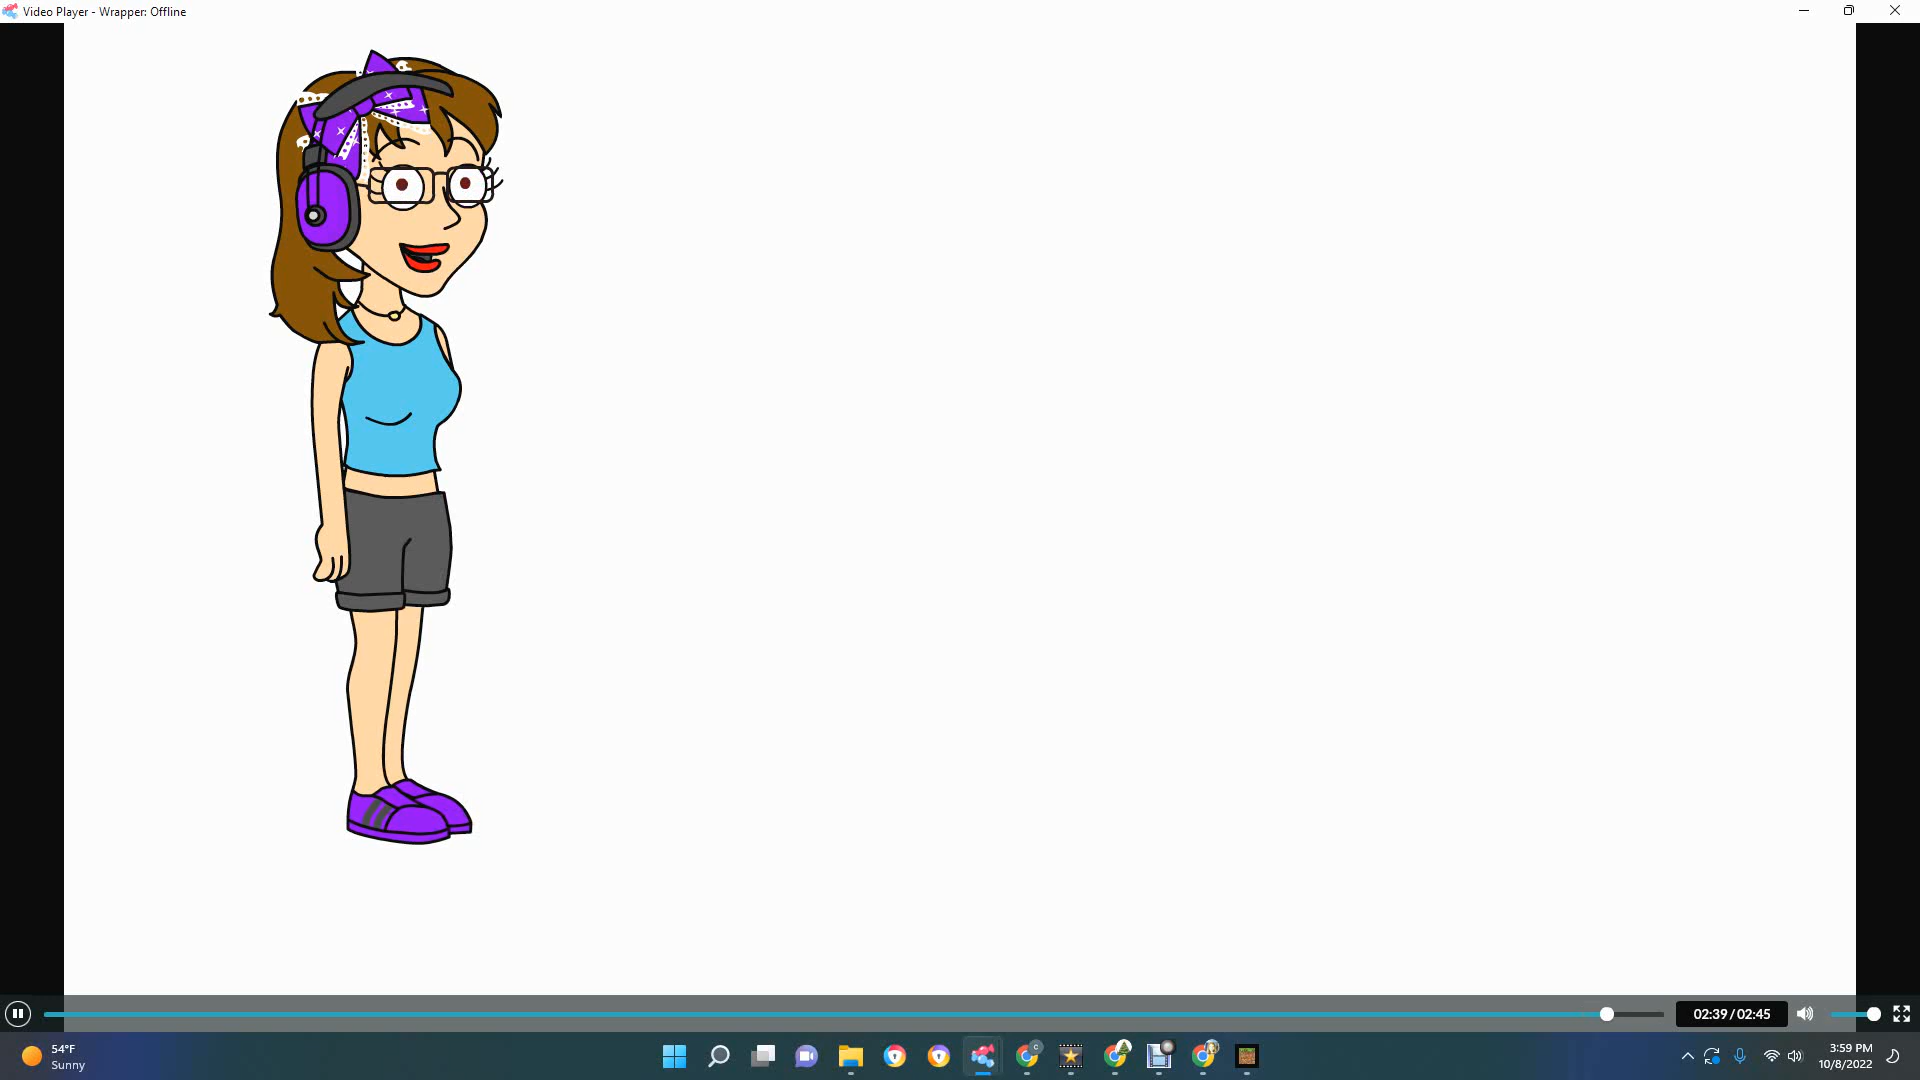 Video Player - Wrapper: Offline
02:39 / 02:45
54°F
Sunny
3:59 PM
10/8/2022